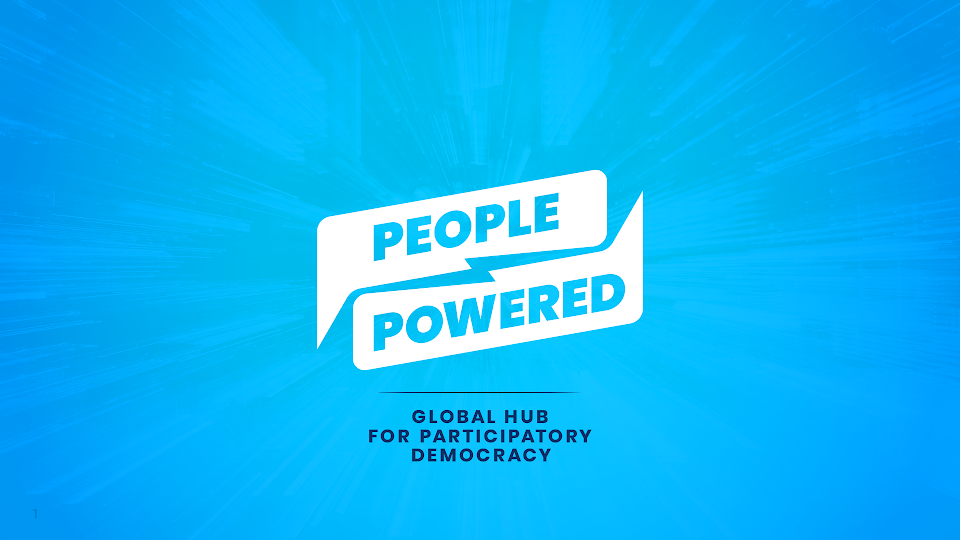 PEOPLE
POWERED
GLOBAL HUB
FOR PARTICIPATORY
DEMOCRACY
1